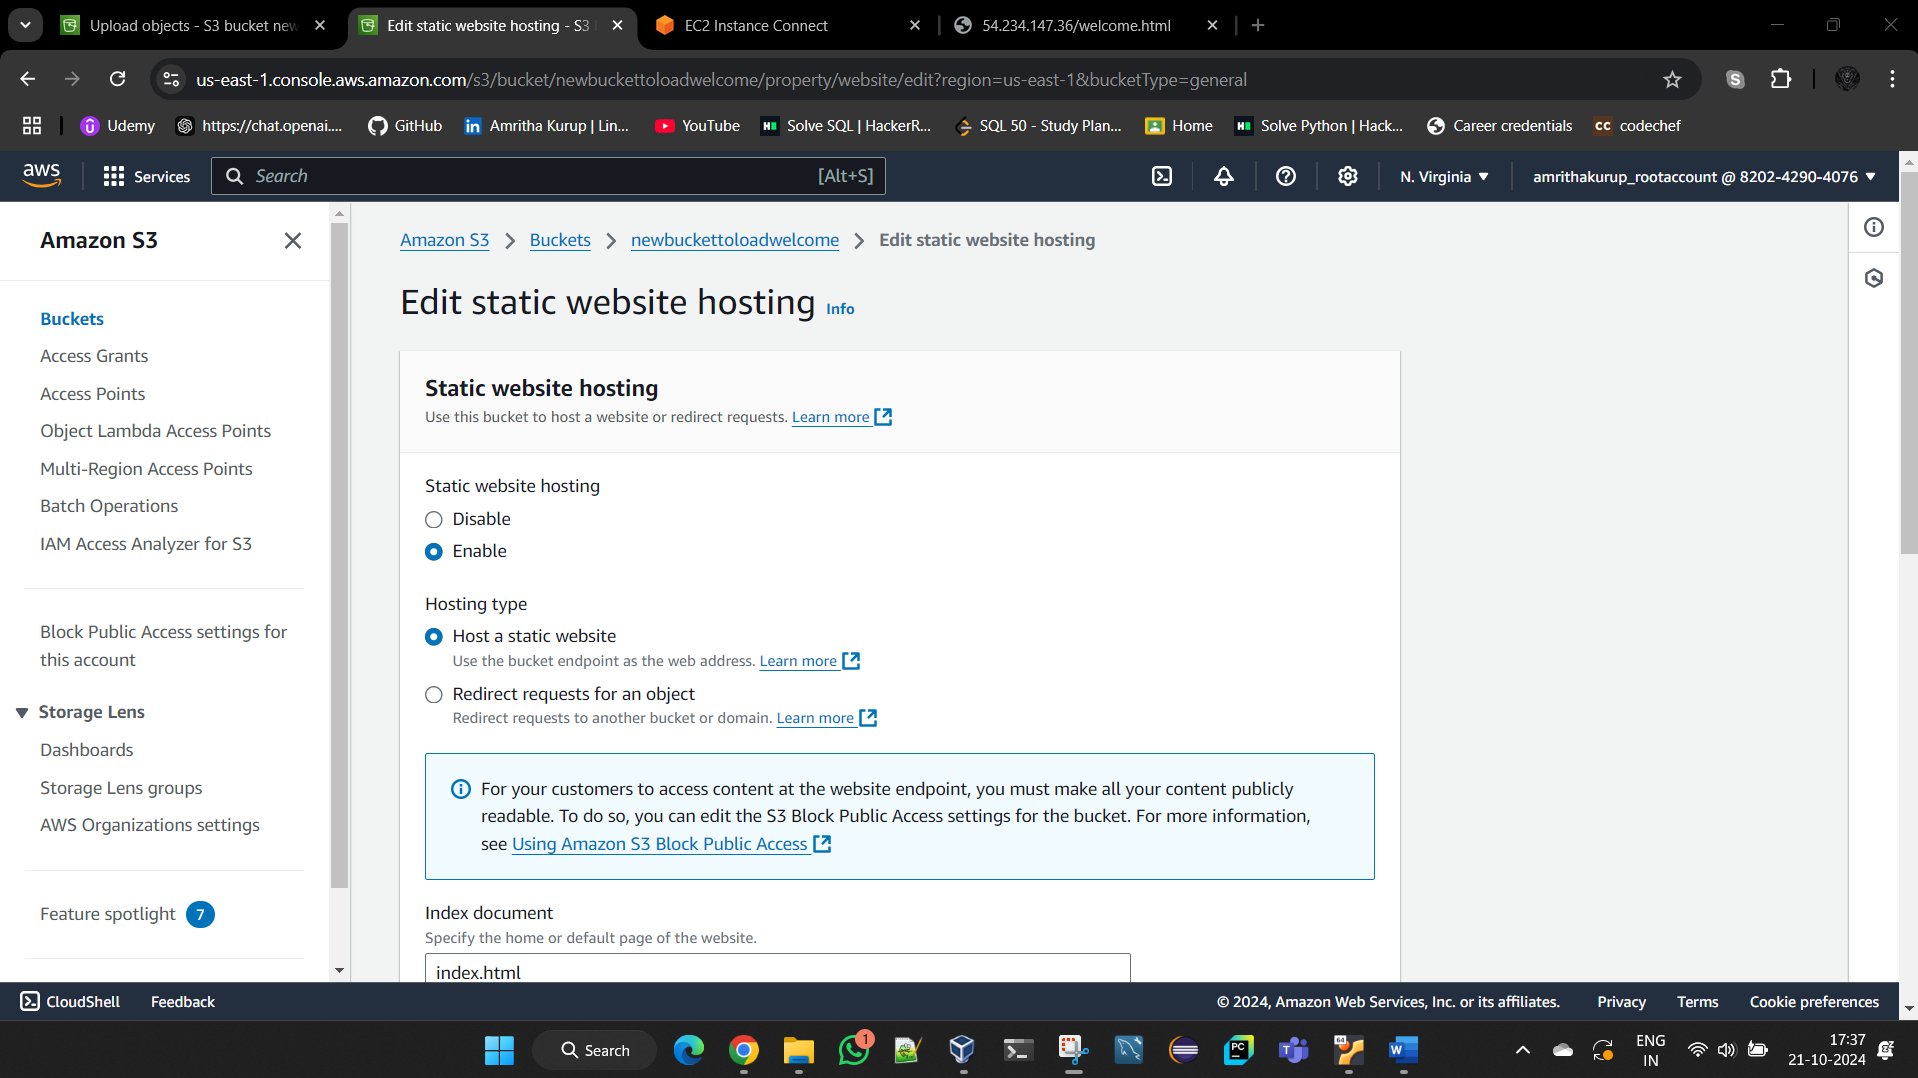 Upload objects - S3 bucket new
Edit static website hosting - S3
EC2 Instance Connect
54.234.147.36/welcome.html
us-east-1.console.aws.amazon.com/s3/bucket/newbuckettoloadwelcome/property/website/edit?region=us-east-1&bucketType=general
Udemy
https://chat.openai....
GitHub
Amritha Kurup | Lin...
YouTube
Solve SQL | HackerR...
SQL 50 - Study Plan...
Home
Solve Python | Hack...
Career credentials
codechef
aws
Services
Search
[Alt+S]
N. Virginia
amrithakurup_rootaccount @ 8202-4290-4076
Amazon S3
Buckets
Access Grants
Access Points
Object Lambda Access Points
Multi-Region Access Points
Batch Operations
IAM Access Analyzer for S3
Block Public Access settings for
this account
Storage Lens
Dashboards
Storage Lens groups
AWS Organizations settings
Feature spotlight 7
Amazon S3 > Buckets > newbuckettoloadwelcome > Edit static website hosting
Edit static website hosting Info
Static website hosting
Use this bucket to host a website or redirect requests. Learn more
Static website hosting
Disable
Enable
Hosting type
Host a static website
Use the bucket endpoint as the web address. Learn more
Redirect requests for an object
Redirect requests to another bucket or domain. Learn more
For your customers to access content at the website endpoint, you must make all your content publicly
readable. To do so, you can edit the S3 Block Public Access settings for the bucket. For more information,
see Using Amazon S3 Block Public Access
Index document
Specify the home or default page of the website.
index.html
CloudShell
Feedback
© 2024, Amazon Web Services, Inc. or its affiliates.
Privacy
Terms
Cookie preferences
Search
1
ENG
IN
17:37
21-10-2024